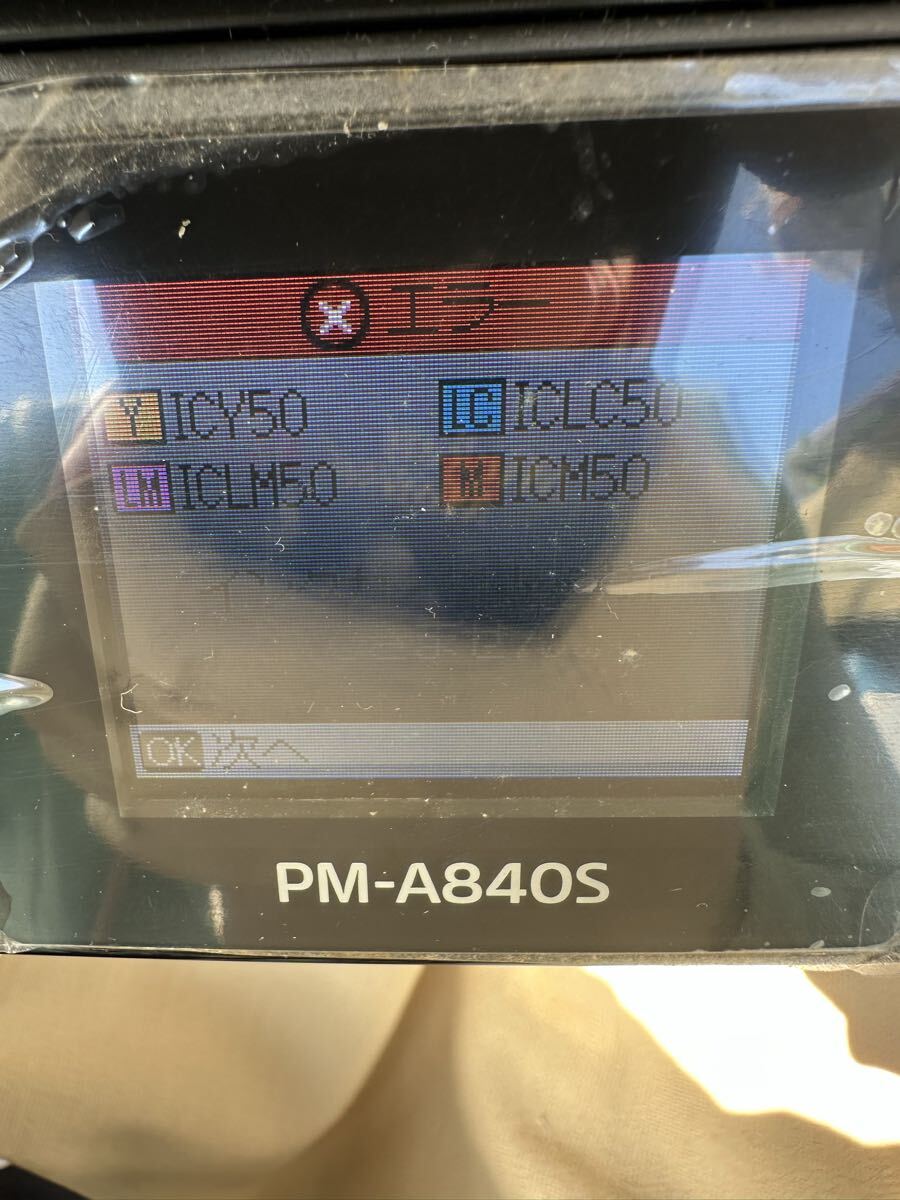 エラー
Y ICY50 LC ICLC50
LM ICLM50 M ICM50
OK 次へ
PM-A840S